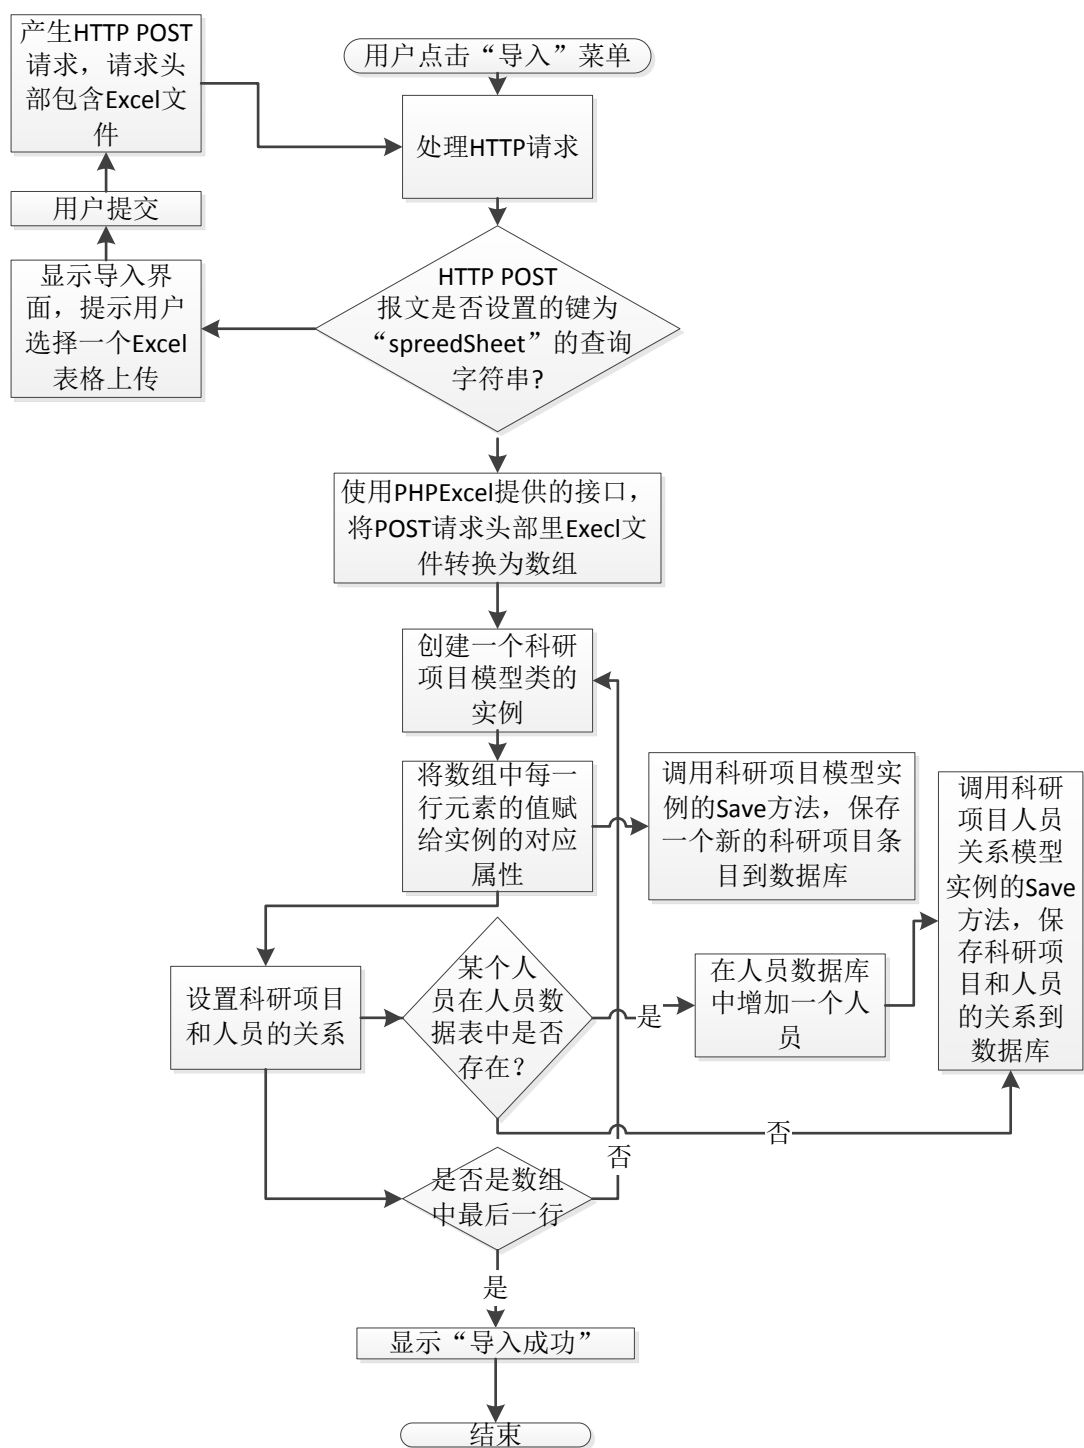 产生HTTP POST
请求，请求头
部包含Excel文
件
用户点击“导入”菜单
处理HTTP请求
用户提交
显示导入界
面，提示用户
选择一个Excel
表格上传
HTTP POST
报文是否设置的键为
“spreedSheet”的查询
字符串?
使用PHPExcel提供的接口，
将POST请求头部里Execl文
件转换为数组
创建一个科研
项目模型类的
实例
将数组中每一
行元素的值赋
给实例的对应
属性
调用科研项目模型实
例的Save方法，保存
一个新的科研项目条
目到数据库
调用科研
项目人员
关系模型
实例的Save
方法，保
存科研项
目和人员
的关系到
数据库
设置科研项目
和人员的关系
某个人
员在人员数
据表中是否
存在？
是
在人员数据库
中增加一个人
员
否
否
是否是数组
中最后一行
是
显示“导入成功”
结束